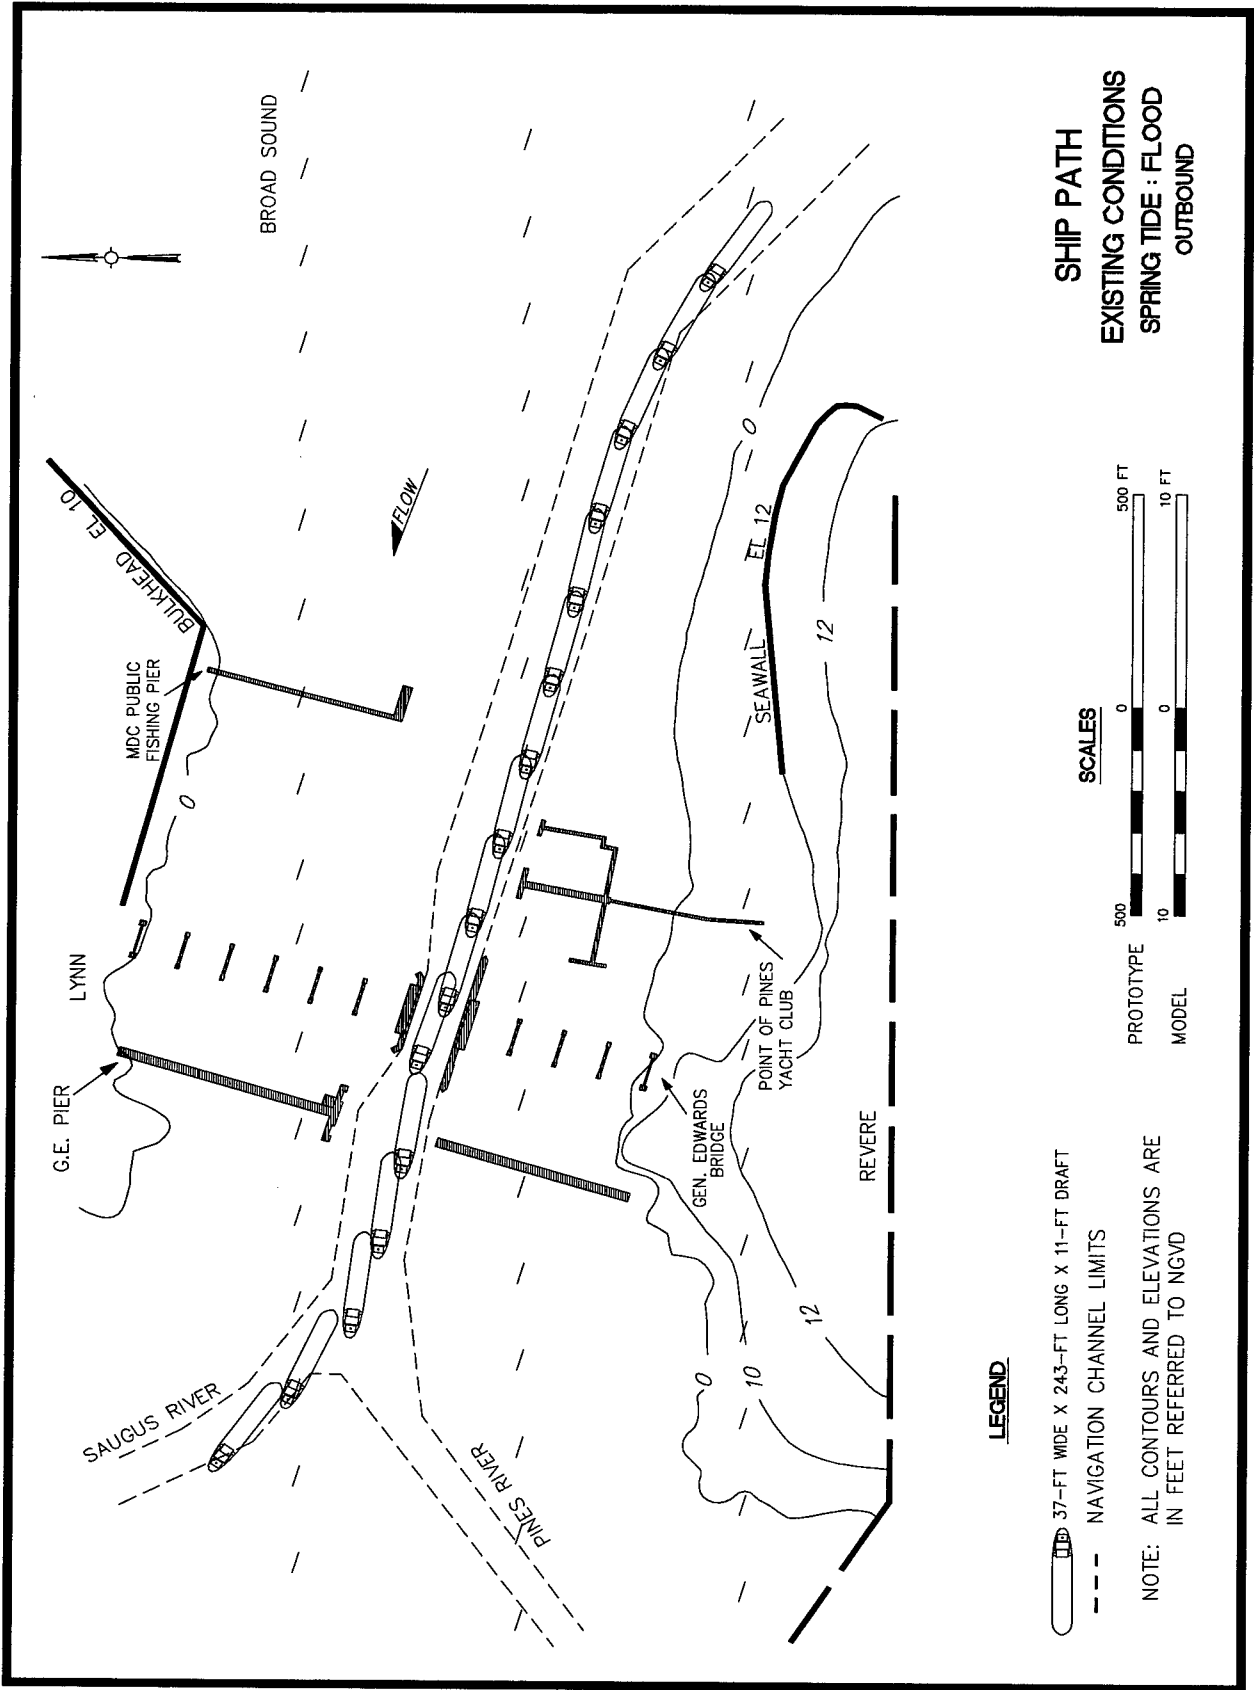 BROAD SOUND
BULKHEAD EL 10
MDC PUBLIC
FISHING PIER
FLOW
0
LYNN
G.E. PIER
SAUGUS RIVER
PINES RIVER
0
SEAWALL EL 12
12
POINT OF PINES
YACHT CLUB
GEN. EDWARDS
BRIDGE
REVERE
0
10
12
SHIP PATH
EXISTING CONDITIONS
SPRING TIDE : FLOOD
OUTBOUND
SCALES
PROTOTYPE 500 0 500 FT
MODEL 10 0 10 FT
LEGEND
37-FT WIDE X 243-FT LONG X 11-FT DRAFT
NAVIGATION CHANNEL LIMITS
NOTE: ALL CONTOURS AND ELEVATIONS ARE
IN FEET REFERRED TO NGVD